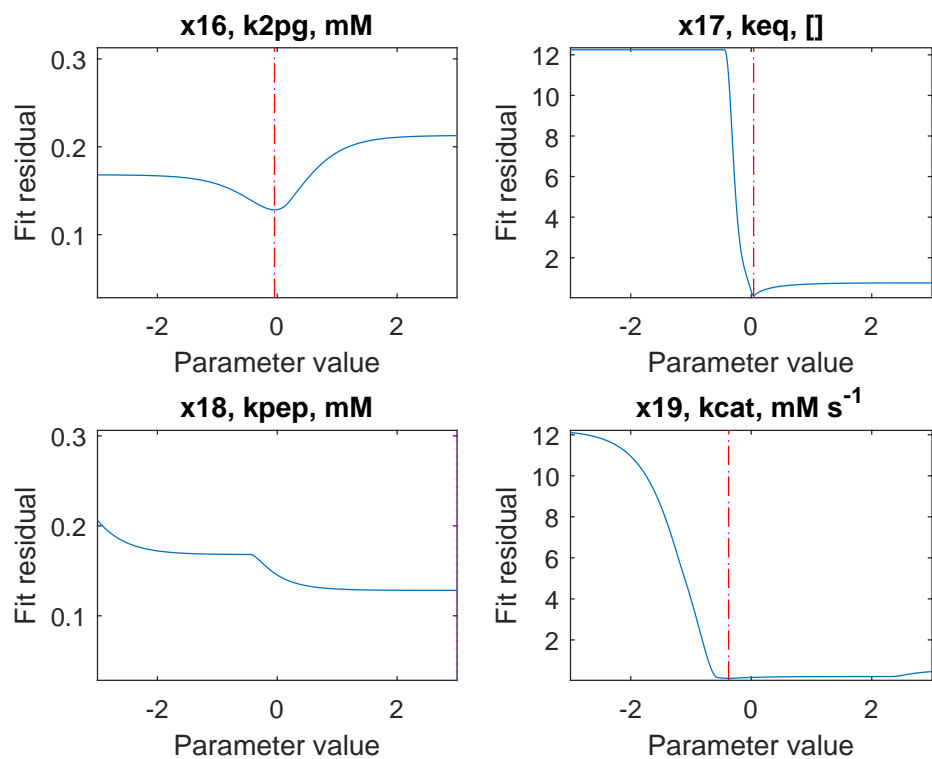 x16, k2pg, mM
0.3
0.2
0.1
Fit residual
-2 0 2
Parameter value
x17, keq, []
12
10
8
6
4
2
Fit residual
-2 0 2
Parameter value
x18, kpep, mM
0.3
0.2
0.1
Fit residual
-2 0 2
Parameter value
x19, kcat, mM s-1
12
10
8
6
4
2
Fit residual
-2 0 2
Parameter value